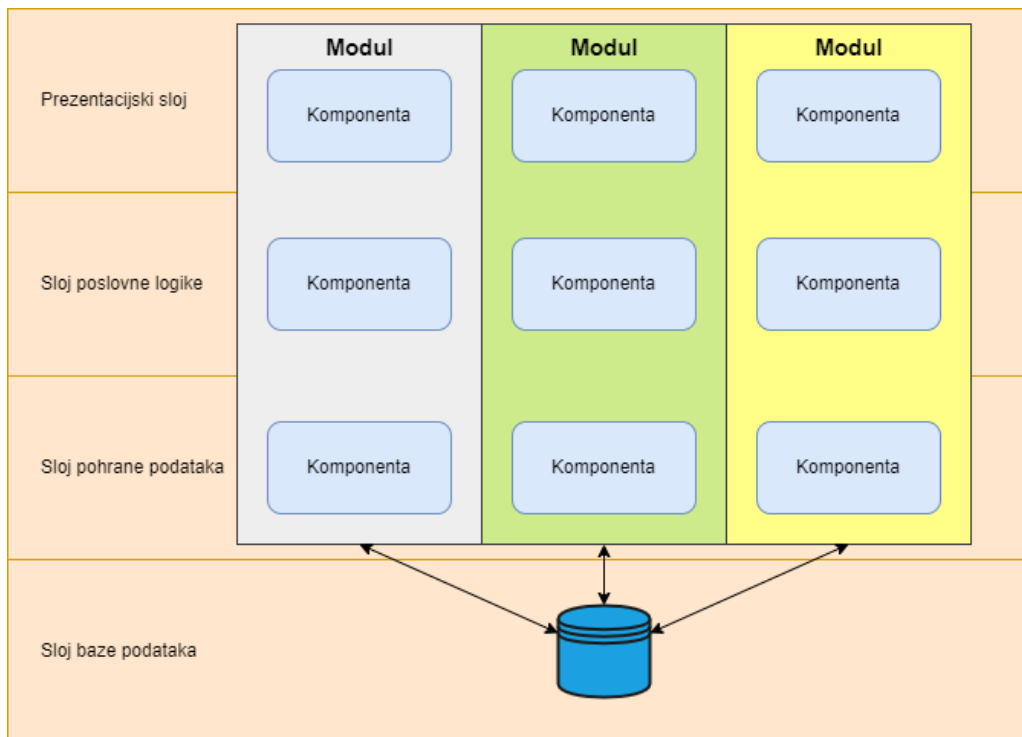 Modul
Modul
Modul
Prezentacijski sloj
Komponenta
Komponenta
Komponenta
Sloj poslovne logike
Komponenta
Komponenta
Komponenta
Sloj pohrane podataka
Komponenta
Komponenta
Komponenta
Sloj baze podataka